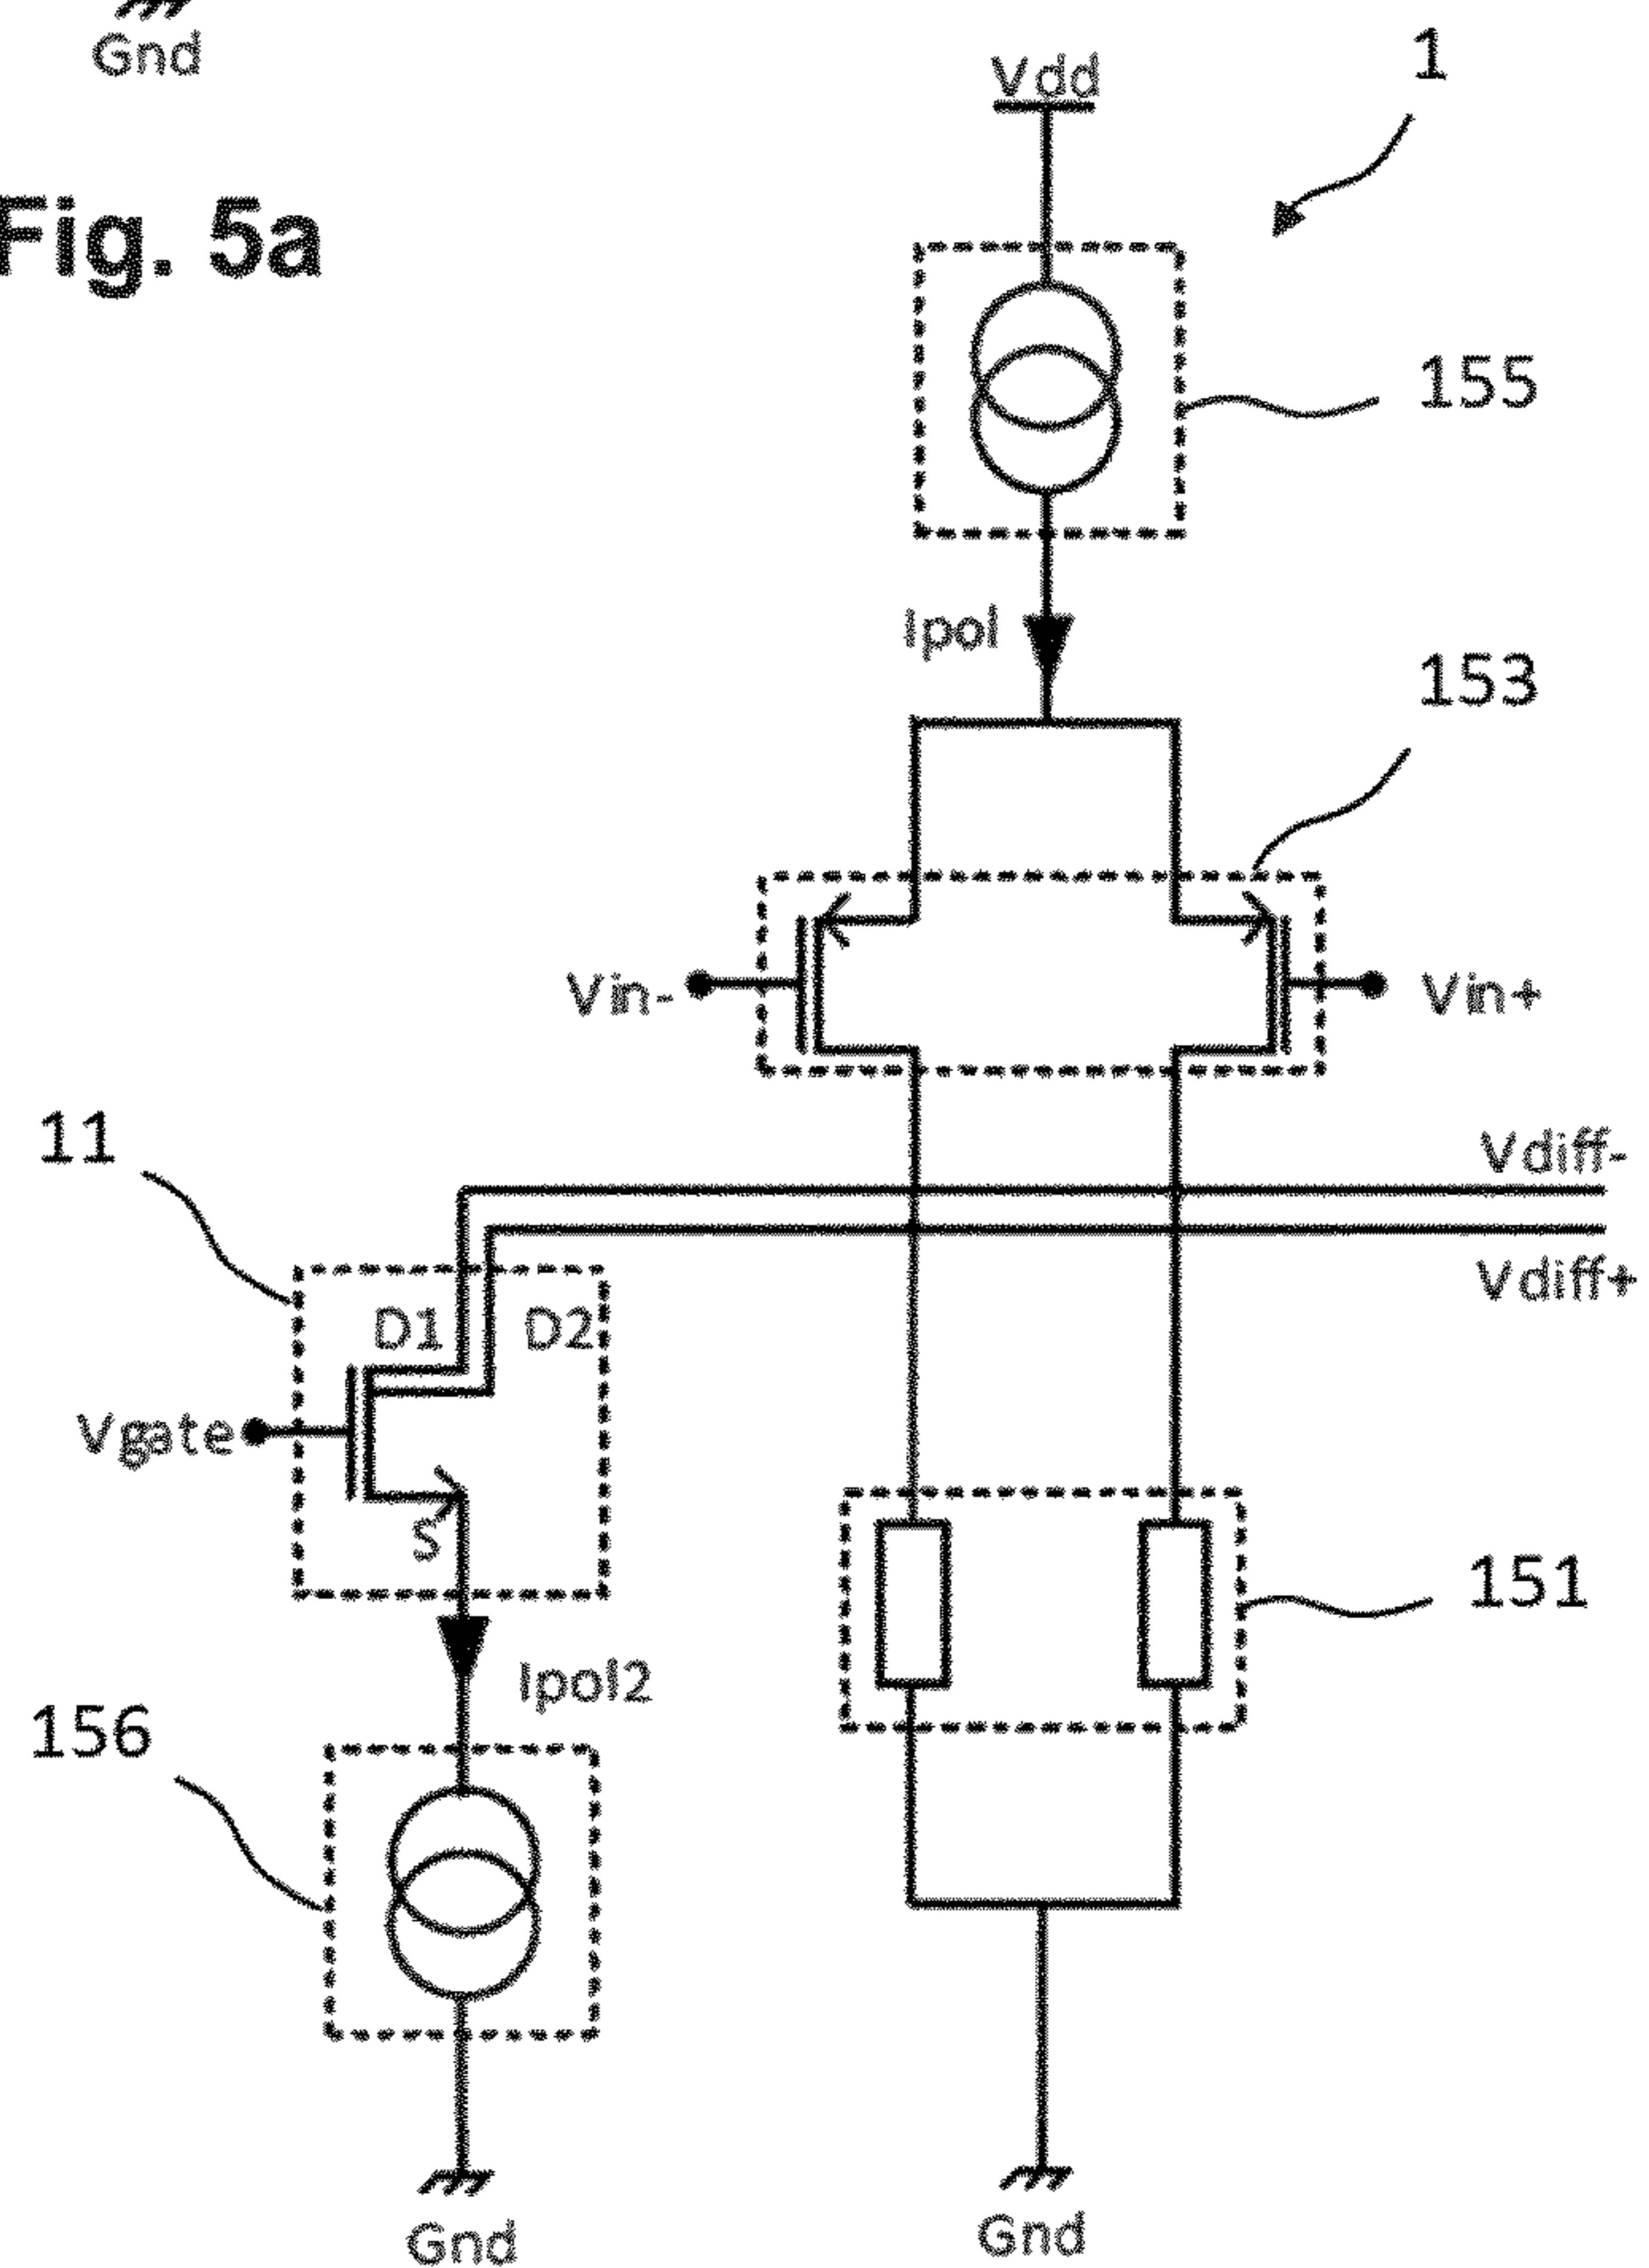 Gnd
Fig. 5a
Vdd
1
155
Ipol
153
Vin-
Vin+
11
Vdiff-
Vdiff+
D1
D2
Vgate
S
151
Ipol2
156
Gnd
Gnd